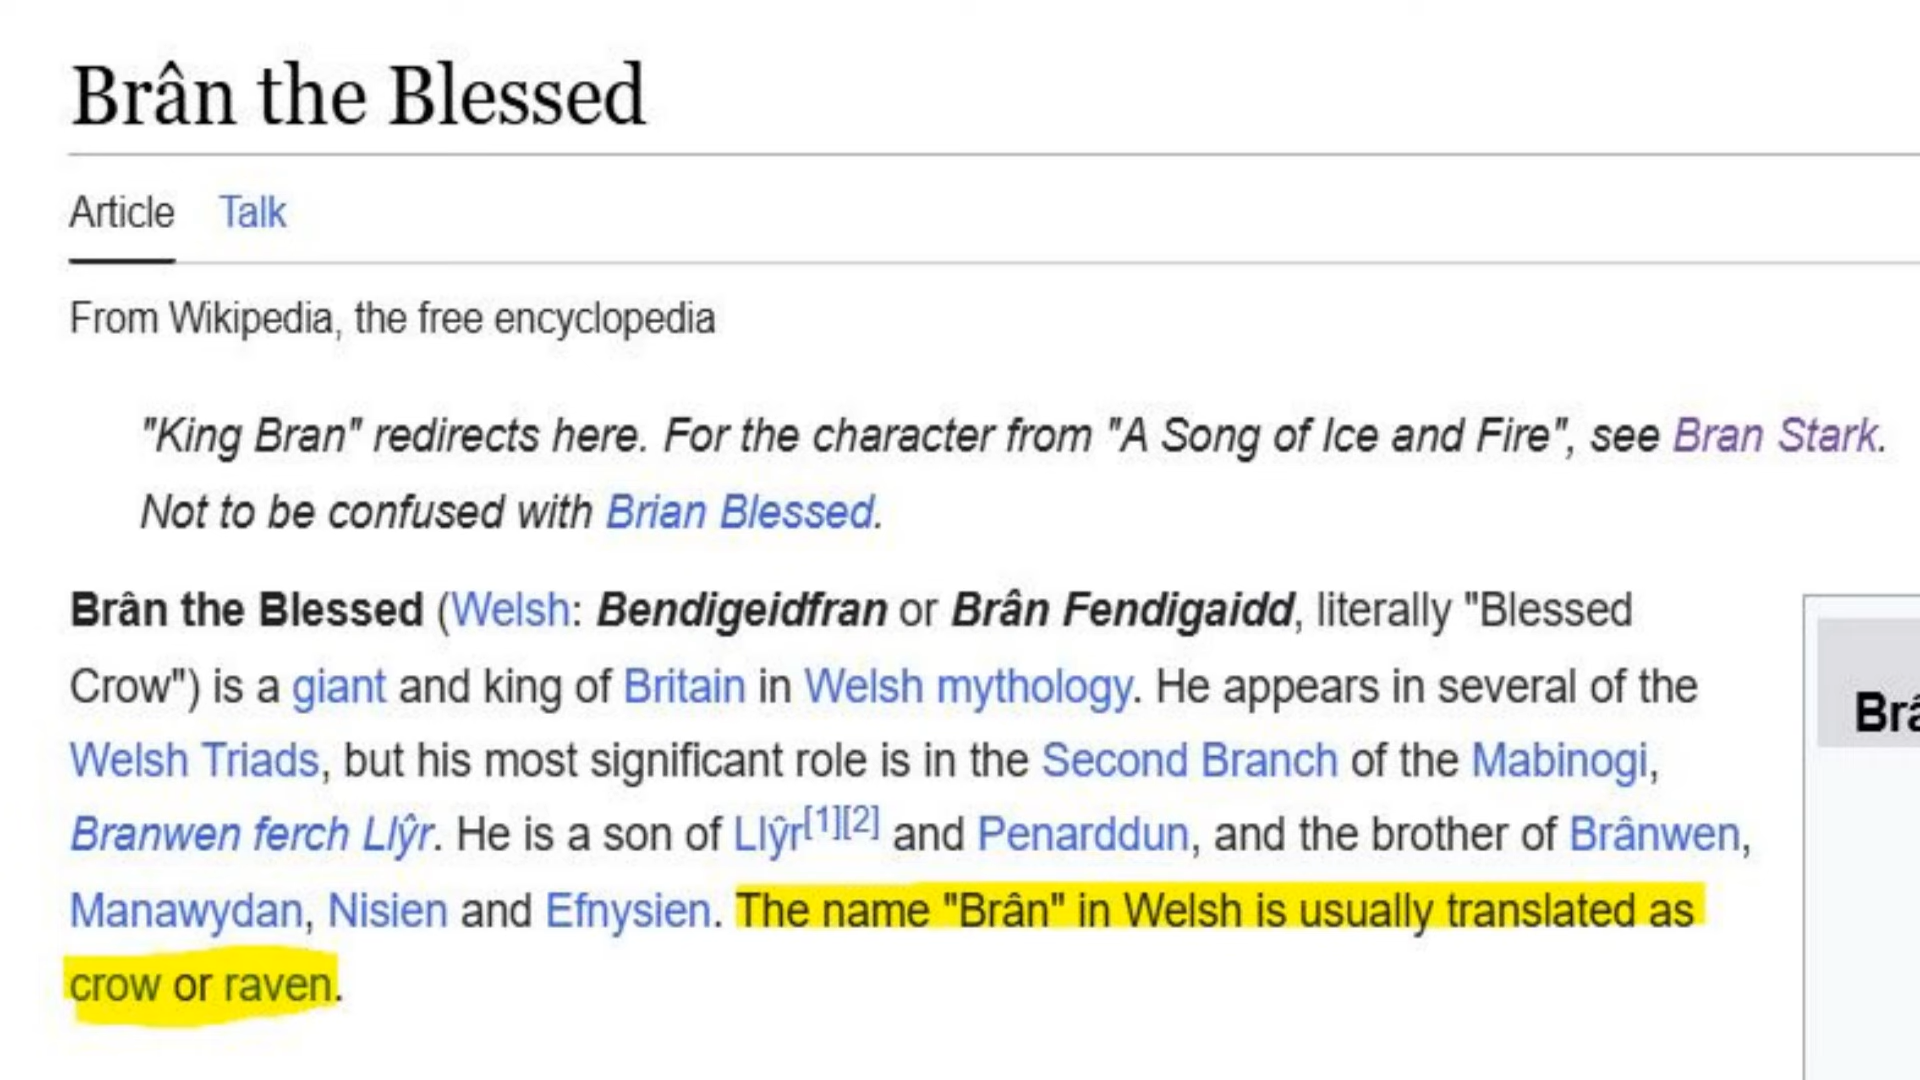 Brân the Blessed
Article Talk
From Wikipedia, the free encyclopedia
"King Bran" redirects here. For the character from "A Song of Ice and Fire", see Bran Stark.
Not to be confused with Brian Blessed.
Brân the Blessed (Welsh: Bendigeidfran or Brân Fendigaidd, literally "Blessed
Crow") is a giant and king of Britain in Welsh mythology. He appears in several of the
Welsh Triads, but his most significant role is in the Second Branch of the Mabinogi,
Branwen ferch Llŷr. He is a son of Llŷr[1][2] and Penarddun, and the brother of Brânwen,
Manawydan, Nisien and Efnysien. The name "Brân" in Welsh is usually translated as
crow or raven.